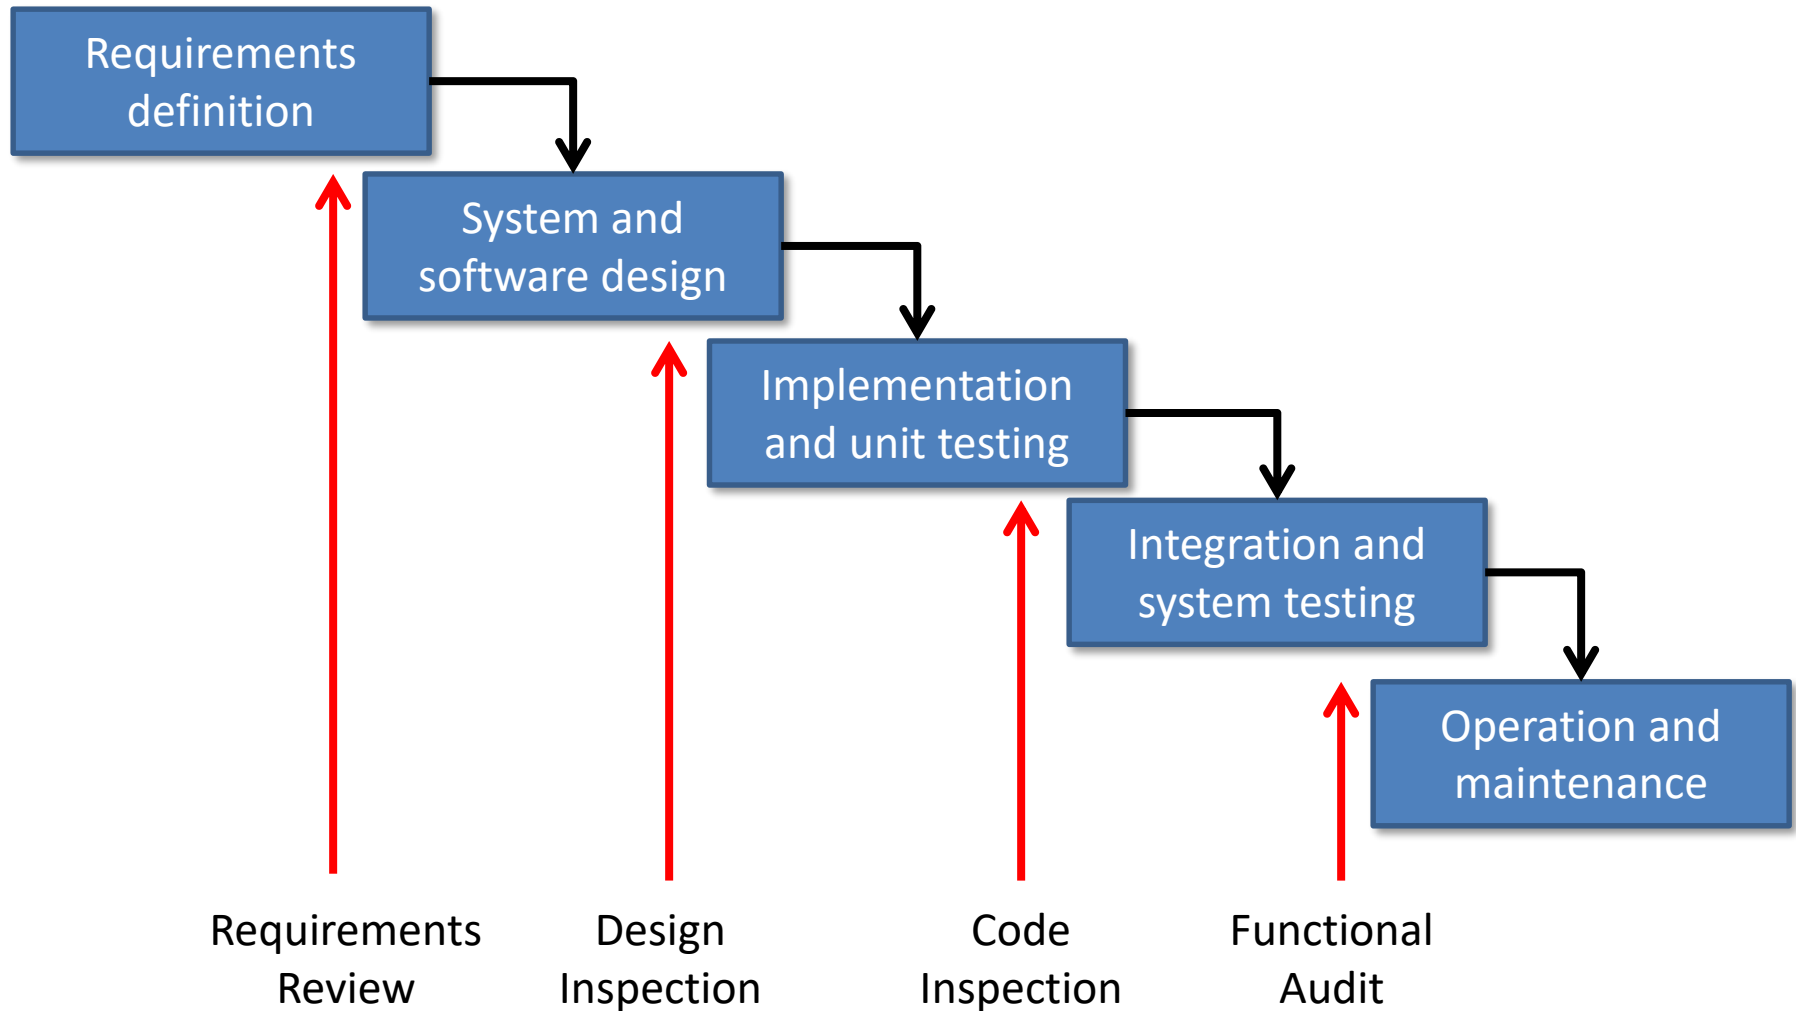 Requirements
definition
System and
software design
Implementation
and unit testing
Integration and
system testing
Operation and
maintenance
Requirements
Review
Design
Inspection
Code
Inspection
Functional
Audit